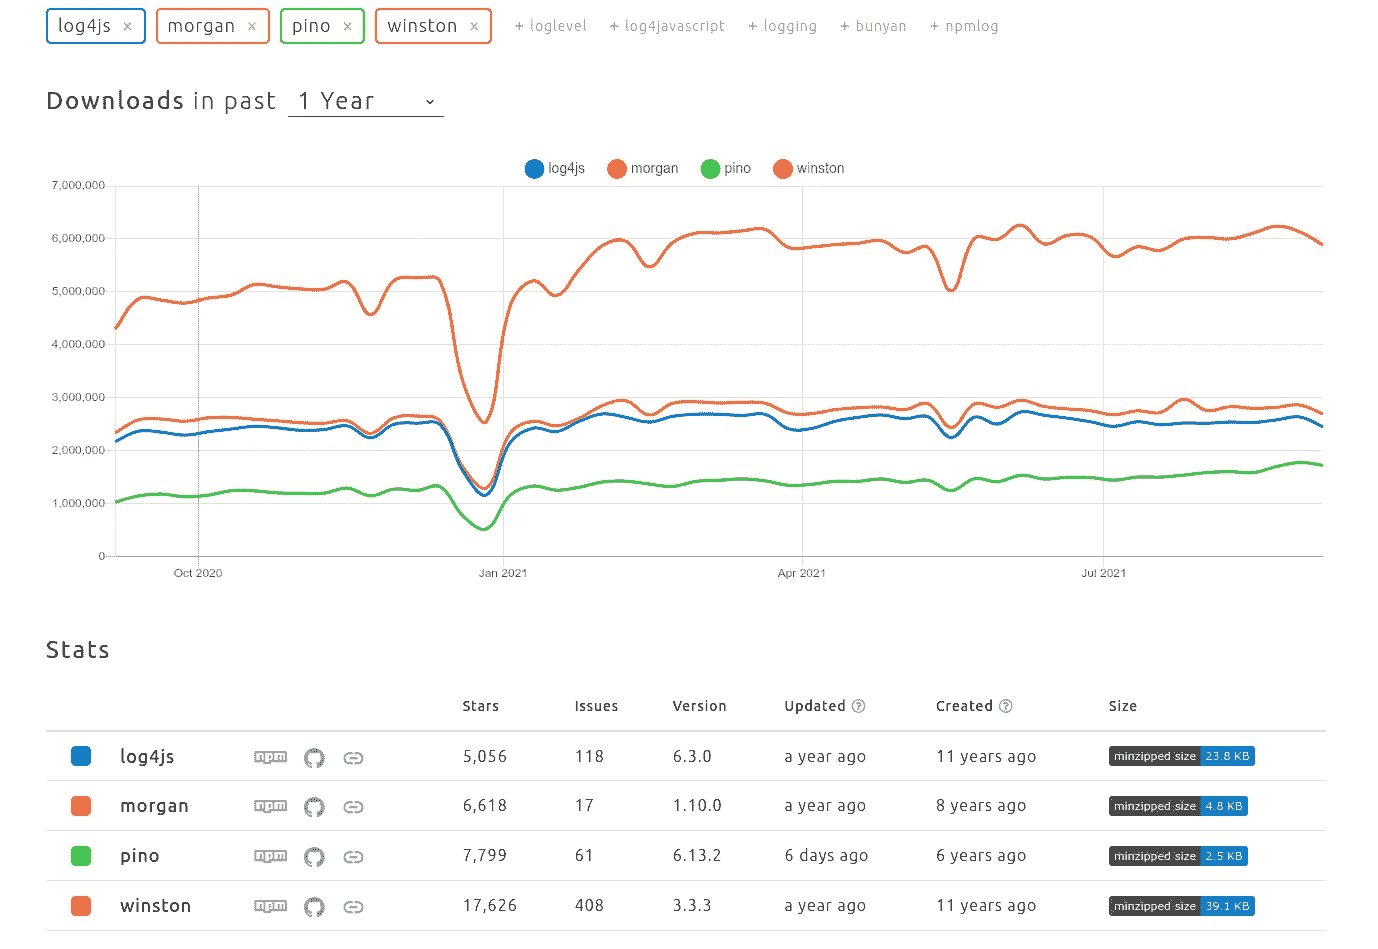 log4js × morgan × pino × winston × + loglevel + log4javascript + logging + bunyan + npmlog
Downloads in past 1 Year
log4js morgan pino winston
7,000,000
6,000,000
5,000,000
4,000,000
3,000,000
2,000,000
1,000,000
0
Oct 2020 Jan 2021 Apr 2021 Jul 2021
Stats
Stars Issues Version Updated ? Created ? Size
log4js npm 5,056 118 6.3.0 a year ago 11 years ago minzipped size 23.8 KB
morgan npm 6,618 17 1.10.0 a year ago 8 years ago minzipped size 4.8 KB
pino npm 7,799 61 6.13.2 6 days ago 6 years ago minzipped size 2.5 KB
winston npm 17,626 408 3.3.3 a year ago 11 years ago minzipped size 39.1 KB